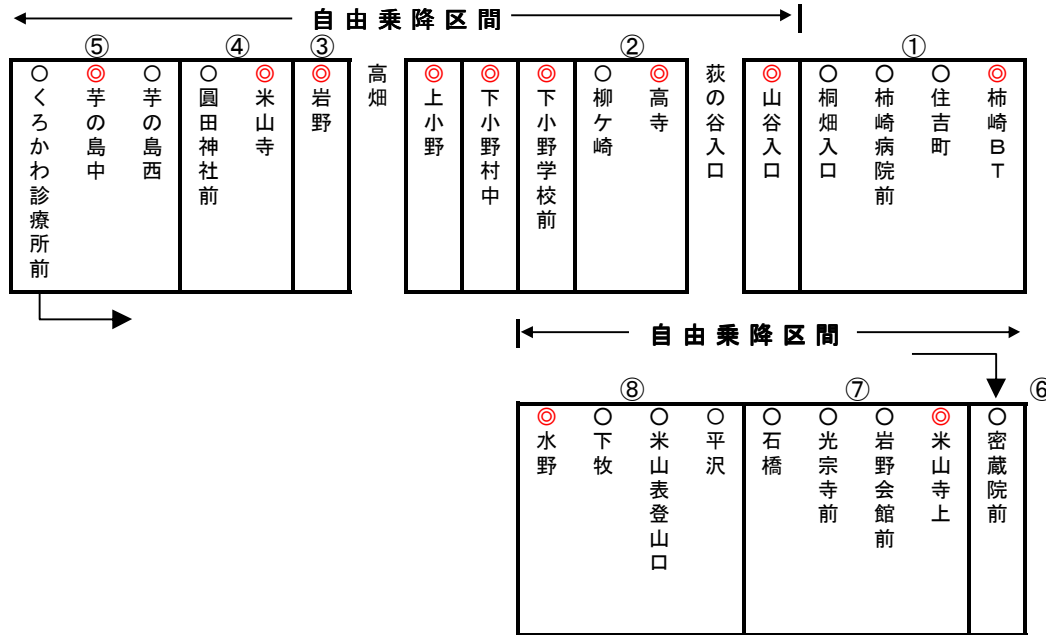 自由乗降区間
⑤ ④ ③ ② ①
◎柿崎BT
○住吉町
○柿崎病院前
○桐畑入口
◎山谷入口
荻の谷入口
◎高寺
○柳ケ崎
◎下小野学校前
◎下小野村中
◎上小野
高畑
◎岩野
◎米山寺
○圓田神社前
○芋の島西
◎芋の島中
○くろかわ診療所前
自由乗降区間
⑧ ⑦ ⑥
○密蔵院前
◎米山寺上
○岩野会館前
○光宗寺前
○石橋
○平沢
○米山表登山口
○下牧
◎水野